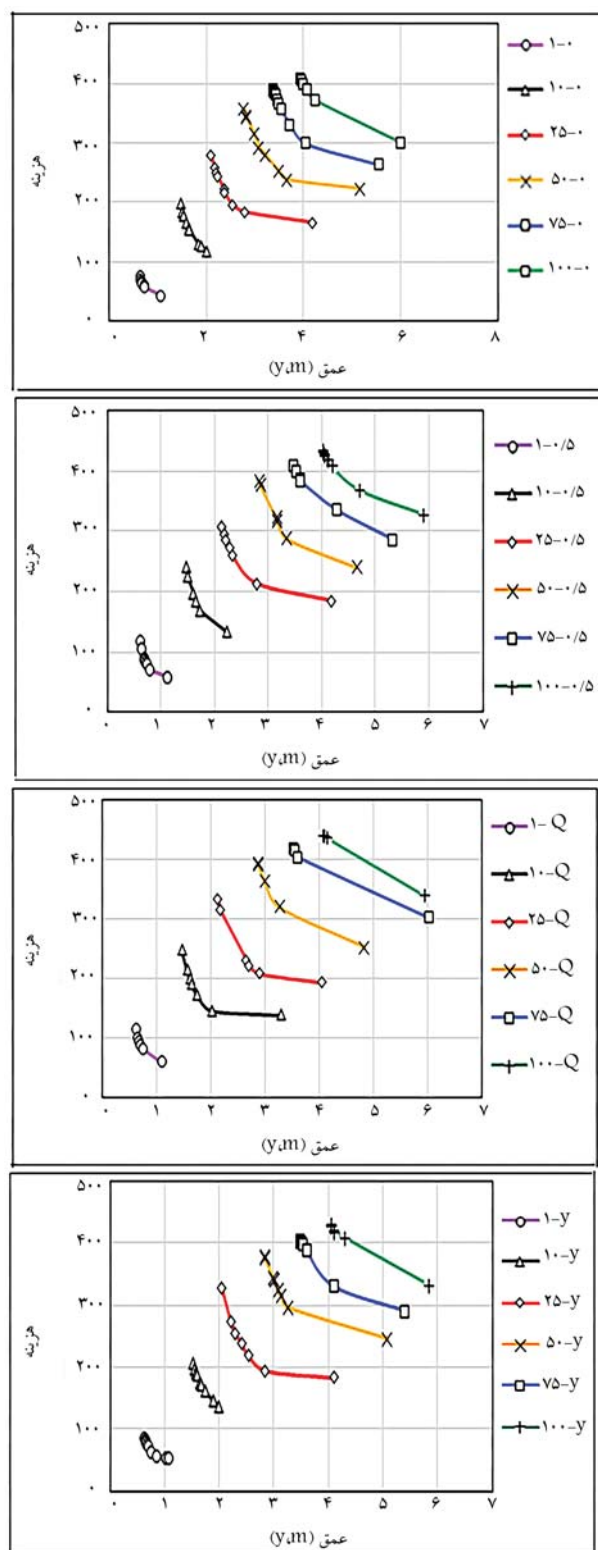 ۵۰۰
۴۰۰
۳۰۰
۲۰۰
۱۰۰
۰
هزینه
۰ ۲ ۴ ۶ ۸
عمق (y،m)
۱-۰
۱۰-۰
۲۵-۰
۵۰-۰
۷۵-۰
۱۰۰-۰
۵۰۰
۴۰۰
۳۰۰
۲۰۰
۱۰۰
۰
هزینه
۰ ۱ ۲ ۳ ۴ ۵ ۶ ۷
عمق (y،m)
۱-۰/۵
۱۰-۰/۵
۲۵-۰/۵
۵۰-۰/۵
۷۵-۰/۵
۱۰۰-۰/۵
۵۰۰
۴۰۰
۳۰۰
۲۰۰
۱۰۰
۰
هزینه
۰ ۱ ۲ ۳ ۴ ۵ ۶ ۷
عمق (y،m)
۱- Q
۱۰-Q
۲۵-Q
۵۰-Q
۷۵-Q
۱۰۰-Q
۵۰۰
۴۰۰
۳۰۰
۲۰۰
۱۰۰
۰
هزینه
۰ ۱ ۲ ۳ ۴ ۵ ۶ ۷
عمق (y،m)
۱-y
۱۰-y
۲۵-y
۵۰-y
۷۵-y
۱۰۰-y